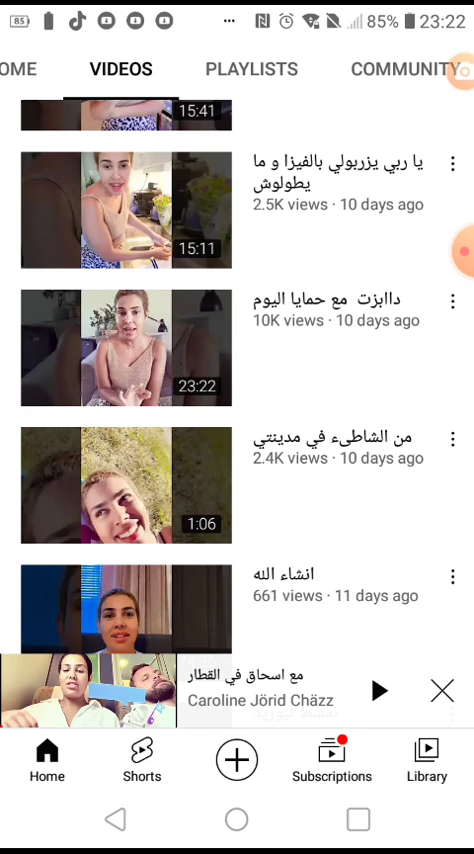 85
85% 23:22
OME VIDEOS PLAYLISTS COMMUNITY
15:41
يا ربي يزربولي بالفيزا و ما
يطولوش
2.5K views · 10 days ago
15:11
داابزت مع حمايا اليوم
10K views · 10 days ago
23:22
من الشاطىء في مدينتي
2.4K views · 10 days ago
1:06
انشاء الله
661 views · 11 days ago
مع اسحاق في القطار
Caroline Jörid Chäzz
Home Shorts Subscriptions Library